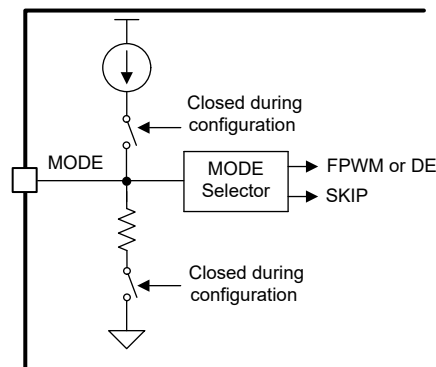 Closed during
configuration
MODE
MODE
Selector
FPWM or DE
SKIP
Closed during
configuration